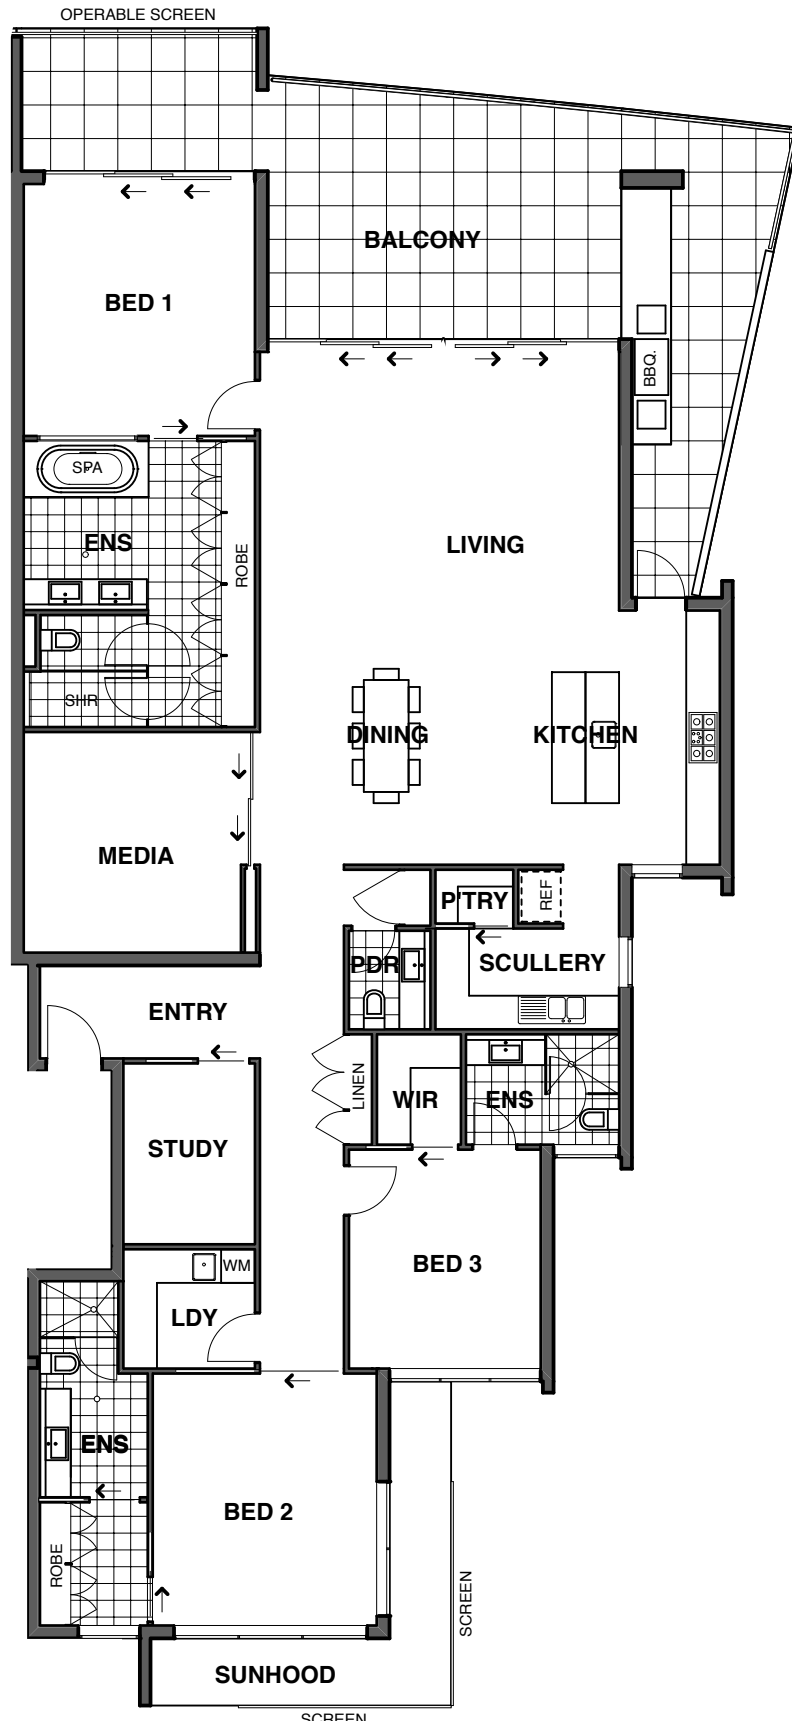 OPERABLE SCREEN
BALCONY
BED 1
BBQ.
SPA
ENS
ROBE
LIVING
SHR
DINING
KITCHEN
MEDIA
P'TRY
REF
PDR
SCULLERY
ENTRY
LINEN
WIR
ENS
STUDY
BED 3
WM
LDY
ENS
BED 2
ROBE
SCREEN
SUNHOOD
SCREEN